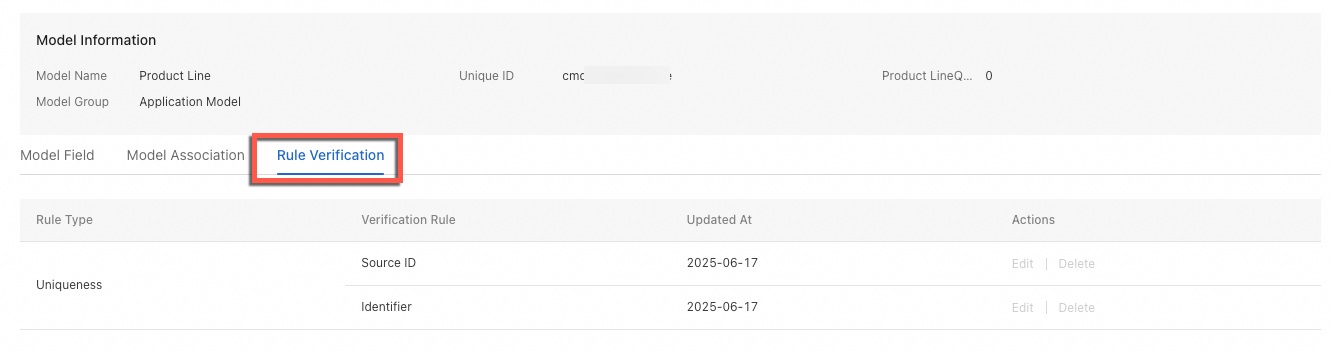 Model Information
Model Name Product Line Unique ID Product LineQ... 0
Model Group Application Model
Model Field Model Association Rule Verification
Rule Type Verification Rule Updated At Actions
Source ID 2025-06-17 Edit | Delete
Uniqueness
Identifier 2025-06-17 Edit | Delete